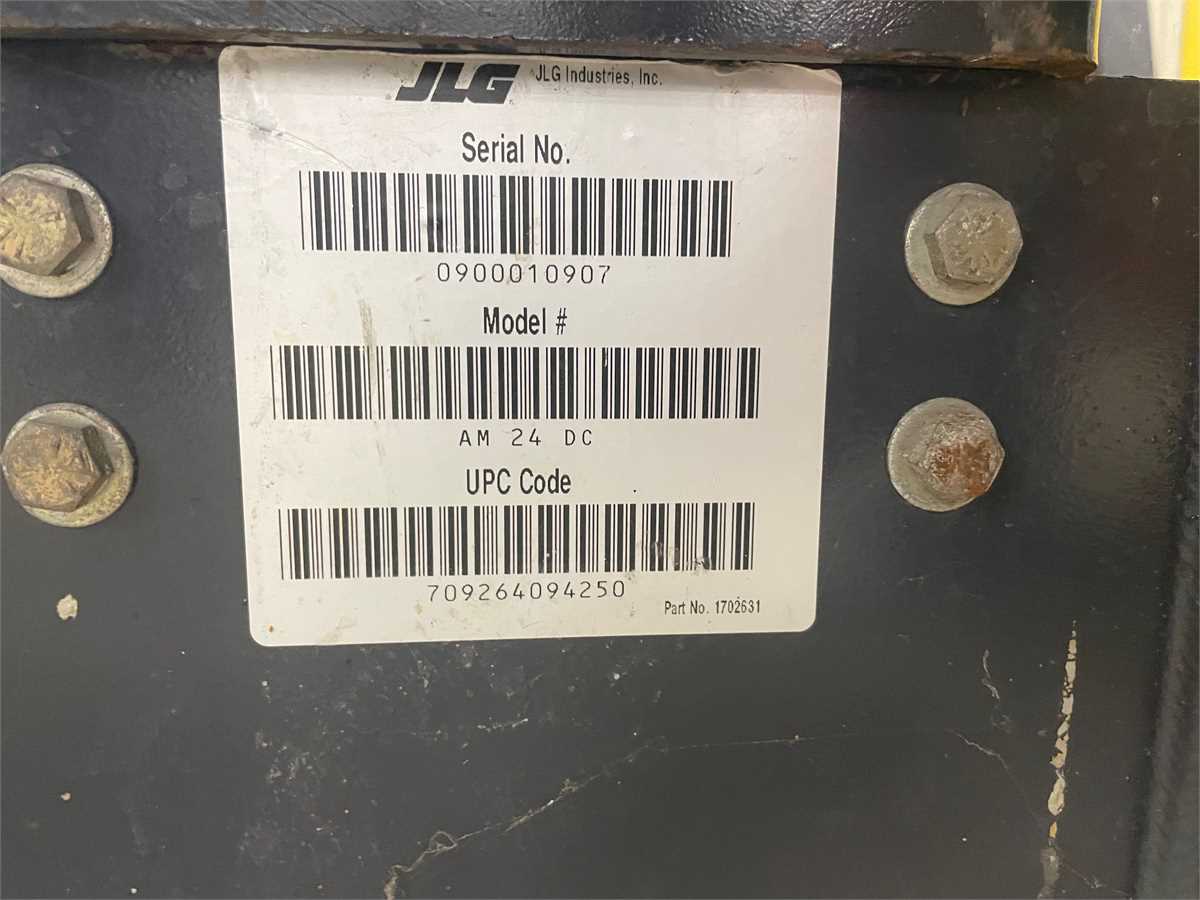 JLG JLG Industries, Inc.
Serial No.
0900010907
Model #
AM 24 DC
UPC Code
709264094250
Part No. 1702631